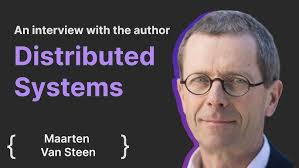 An interview with the author
Distributed
Systems
{ Maarten }
Van Steen